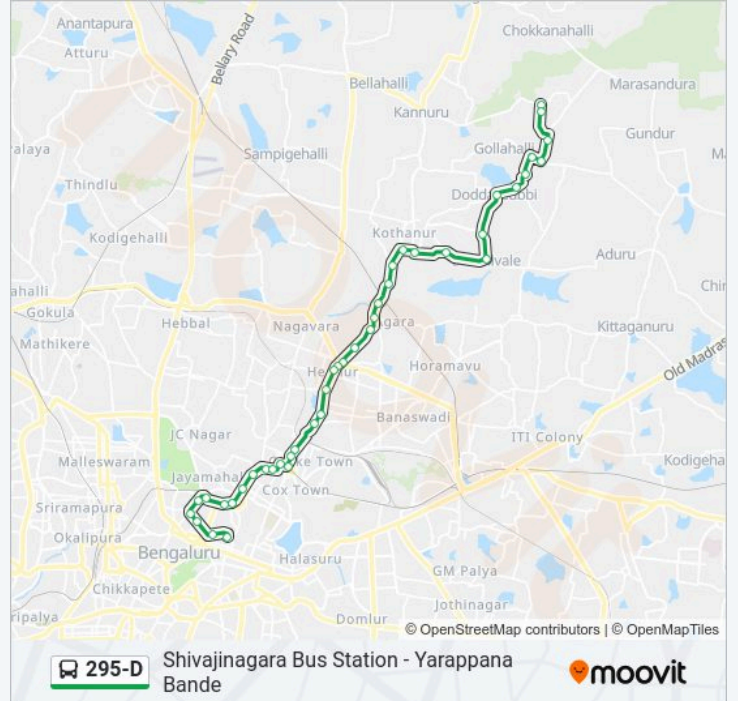 Anantapura
Chokkanahalli
Atturu
Bellary Road
Bellahalli
Marasandura
Kannuru
Gundur
Sampigehalli
Gollahalli
Thindlu
Kodigehalli
Kothanur
Aduru
Gokula
Hebbal
Nagavara
Kittaganuru
Mathikere
Horamavu
Old Madras
Banaswadi
JC Nagar
ITI Colony
Malleswaram
Jayamahal
Cox Town
Sriramapura
Okalipura
Bengaluru
Halasuru
GM Palya
Chikkapete
Jothinagar
Domlur
© OpenStreetMap contributors | © OpenMapTiles
295-D
Shivajinagara Bus Station - Yarappana
Bande
moovit